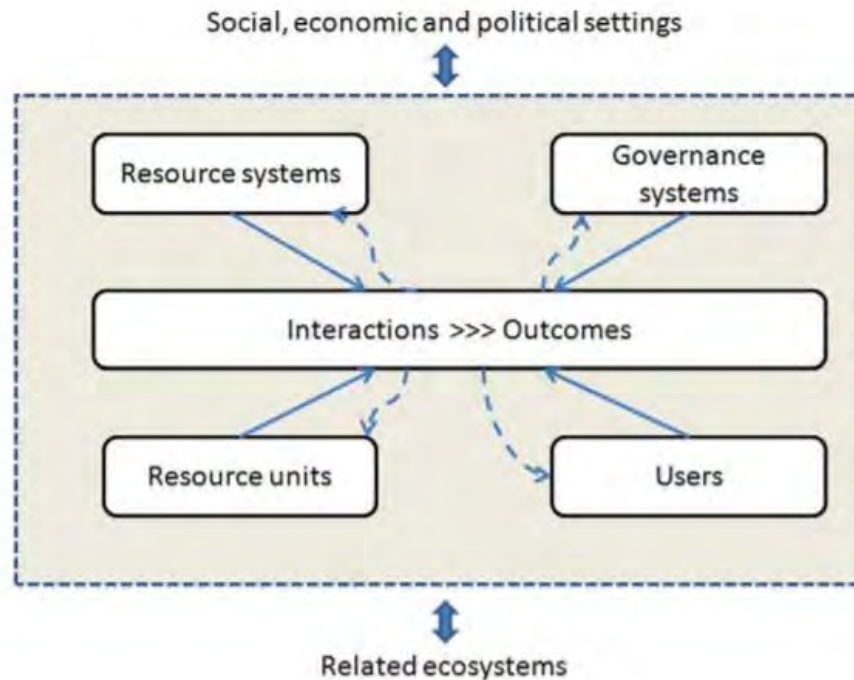 Social, economic and political settings
Resource systems
Governance
systems
Interactions >>> Outcomes
Resource units
Users
Related ecosystems